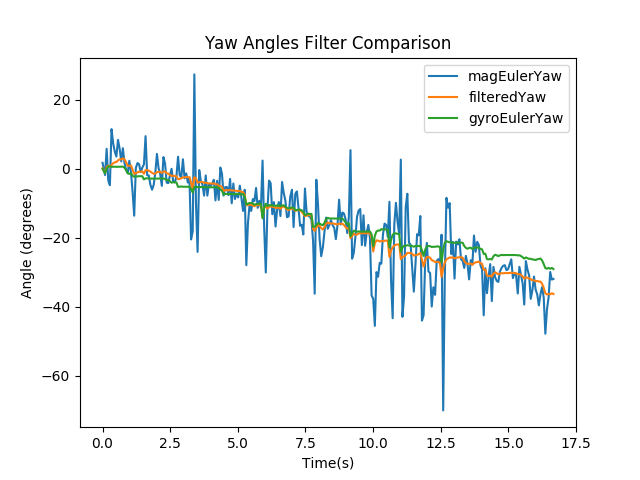 Yaw Angles Filter Comparison
magEulerYaw
filteredYaw
gyroEulerYaw
Angle (degrees)
20
0
−20
−40
−60
0.0 2.5 5.0 7.5 10.0 12.5 15.0 17.5
Time(s)